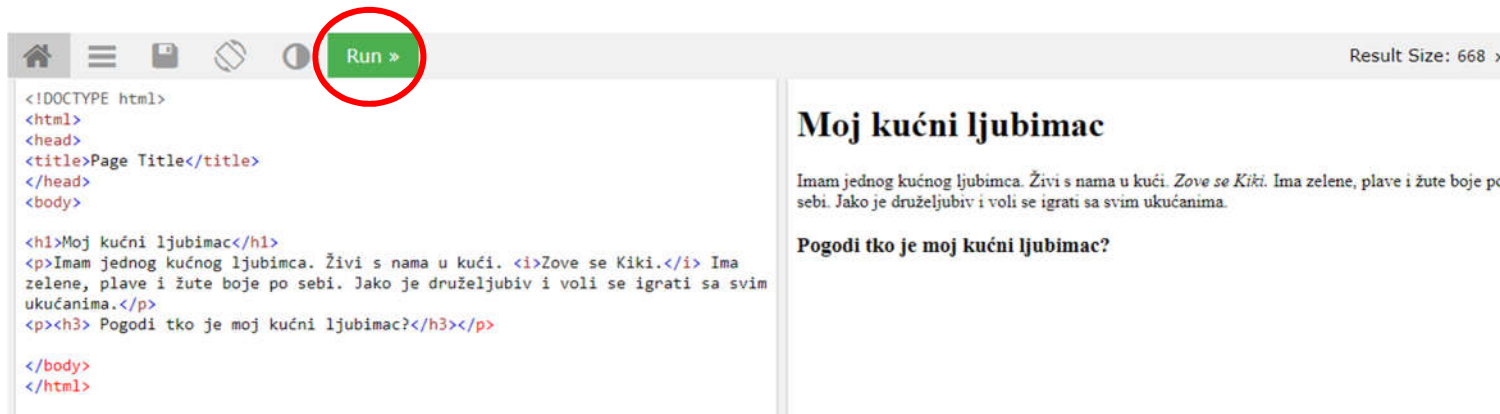 Run »
Result Size: 668 x
<!DOCTYPE html>
<html>
<head>
<title>Page Title</title>
</head>
<body>
<h1>Moj kućni ljubimac</h1>
<p>Imam jednog kućnog ljubimca. Živi s nama u kući. <i>Zove se Kiki.</i> Ima
zelene, plave i žute boje po sebi. Jako je druželjubiv i voli se igrati sa svim
ukućanima.</p>
<p><h3> Pogodi tko je moj kućni ljubimac?</h3></p>
</body>
</html>
Moj kućni ljubimac
Imam jednog kućnog ljubimca. Živi s nama u kući. Zove se Kiki. Ima zelene, plave i žute boje po
sebi. Jako je druželjubiv i voli se igrati sa svim ukućanima.
Pogodi tko je moj kućni ljubimac?